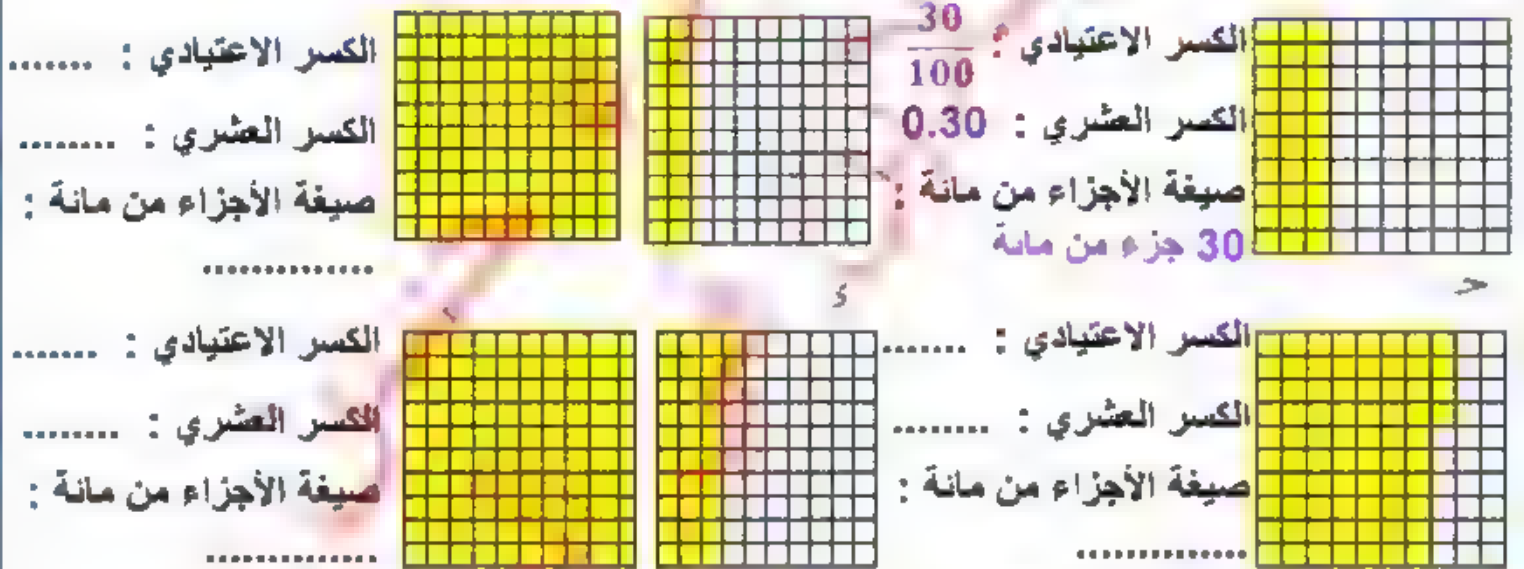 الكسر الاعتيادي : 30/100
الكسر العشري : 0.30
صيغة الأجزاء من مائة :
30 جزء من مائة
الكسر الاعتيادي : .......
الكسر العشري : ........
صيغة الأجزاء من مائة :
..............
الكسر الاعتيادي : .......
الكسر العشري : ........
صيغة الأجزاء من مائة :
..............
الكسر الاعتيادي : .......
الكسر العشري : ........
صيغة الأجزاء من مائة :
..............